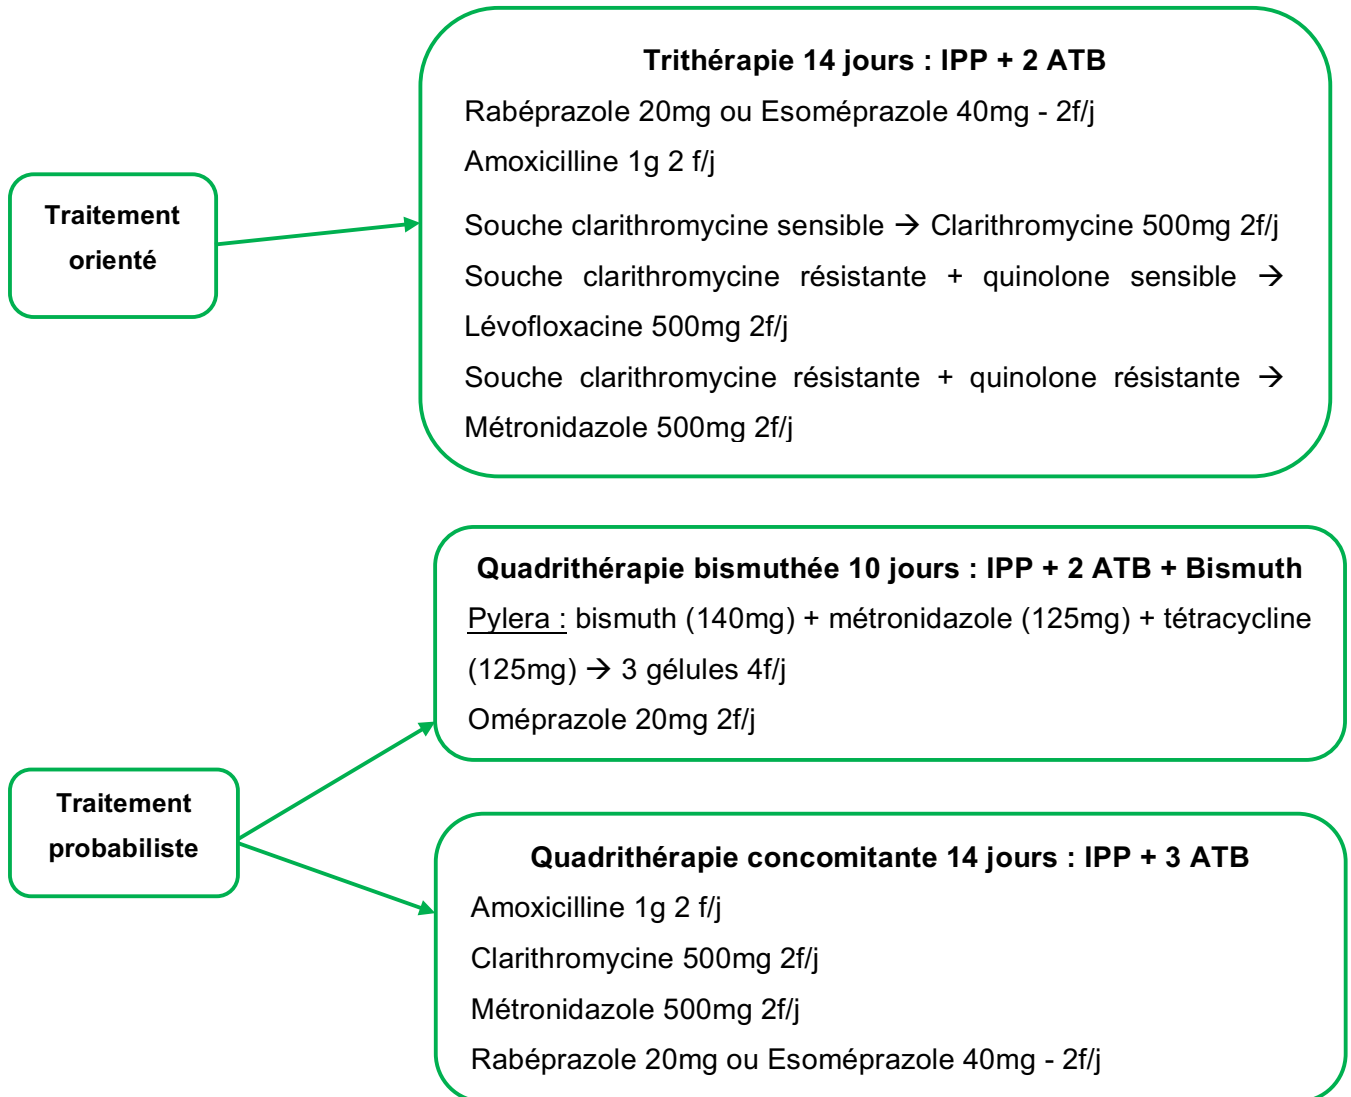 Traitement
orienté
Trithérapie 14 jours : IPP + 2 ATB
Rabéprazole 20mg ou Esoméprazole 40mg - 2f/j
Amoxicilline 1g 2 f/j
Souche clarithromycine sensible → Clarithromycine 500mg 2f/j
Souche clarithromycine résistante + quinolone sensible →
Lévofloxacine 500mg 2f/j
Souche clarithromycine résistante + quinolone résistante →
Métronidazole 500mg 2f/j
Traitement
probabiliste
Quadrithérapie bismuthée 10 jours : IPP + 2 ATB + Bismuth
Pylera : bismuth (140mg) + métronidazole (125mg) + tétracycline
(125mg) → 3 gélules 4f/j
Oméprazole 20mg 2f/j
Quadrithérapie concomitante 14 jours : IPP + 3 ATB
Amoxicilline 1g 2 f/j
Clarithromycine 500mg 2f/j
Métronidazole 500mg 2f/j
Rabéprazole 20mg ou Esoméprazole 40mg - 2f/j